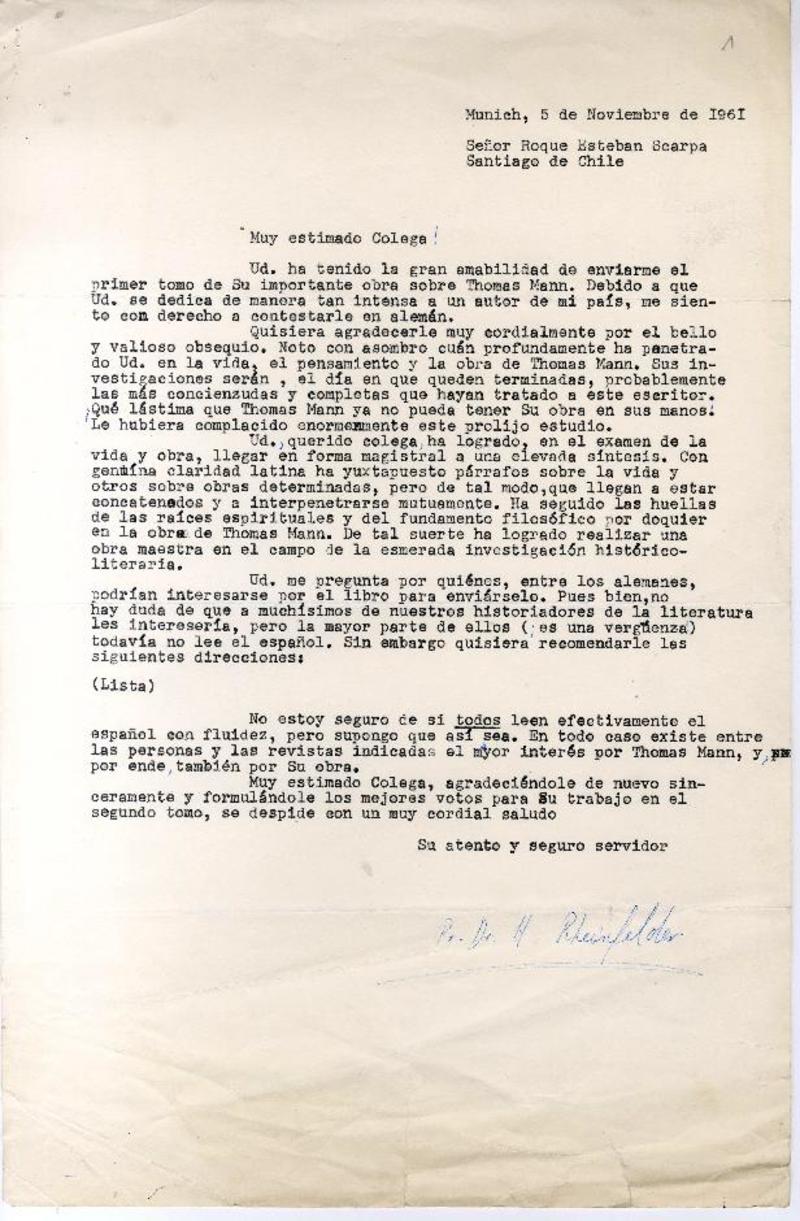 1
Munich, 5 de Noviembre de I96I
Señor Roque Esteban Scarpa
Santiago de Chile
"Muy estimado Colega!
Ud. ha tenido la gran amabilidad de enviarme el
primer tomo de Su importante obra sobre Thomas Mann. Debido a que
Ud. se dedica de manera tan intensa a un autor de mi país, me sien-
to con derecho a contestarle en alemán.
Quisiera agradecerle muy cordialmente por el bello
y valioso obsequio. Noto con asombro cuán profundamente ha penetra-
do Ud. en la vida, el pensamiento y la obra de Thomas Mann. Sus in-
vestigaciones serán , el día en que queden terminadas, probablemente
las más concienzudas y completas que hayan tratado a este escritor.
¡Qué lástima que Thomas Mann ya no pueda tener Su obra en sus manos!
Le hubiera complacido enormemente este prolijo estudio.
Ud., querido colega, ha logrado, en el examen de la
vida y obra, llegar en forma magistral a una elevada síntesis. Con
genuina claridad latina ha yuxtapuesto párrafos sobre la vida y
otros sobre obras determinadas, pero de tal modo,que llegan a estar
concatenados y a interpenetrarse mutuamente. Ha seguido las huellas
de las raíces espirituales y del fundamento filosófico por doquier
en la obra de Thomas Mann. De tal suerte ha logrado realizar una
obra maestra en el campo de la esmerada investigación histórico-
literaria.
Ud. me pregunta por quiénes, entre los alemanes,
podrían interesarse por el libro para enviárselo. Pues bien,no
hay duda de que a muchísimos de nuestros historiadores de la literatura
les interesería, pero la mayor parte de ellos (¡es una vergüenza)
todavía no lee el español. Sin embargo quisiera recomendarle las
siguientes direcciones:
(Lista)
No estoy seguro de si todos leen efectivamente el
español con fluidez, pero supongo que así sea. En todo caso existe entre
las personas y las revistas indicadas el mayor interés por Thomas Mann, y,
por ende, también por Su obra.
Muy estimado Colega, agradeciéndole de nuevo sin-
ceramente y formulándole los mejores votos para Su trabajo en el
segundo tomo, se despide con un muy cordial saludo
Su atento y seguro servidor
Pr. Dr. H Rheinfelder